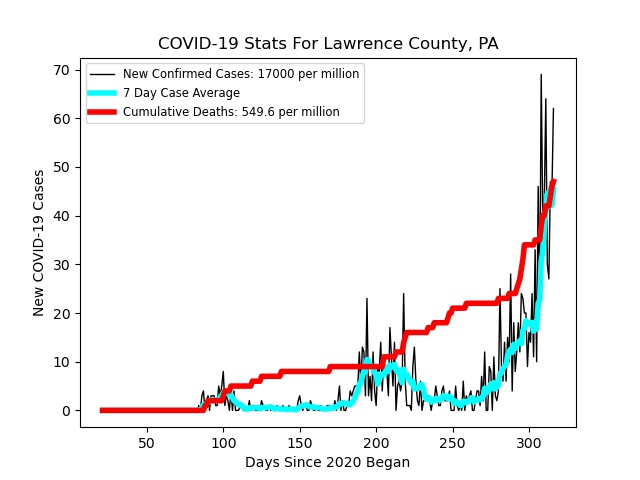 COVID-19 Stats For Lawrence County, PA
New Confirmed Cases: 17000 per million
7 Day Case Average
Cumulative Deaths: 549.6 per million
New COVID-19 Cases
70
60
50
40
30
20
10
0
50 100 150 200 250 300
Days Since 2020 Began